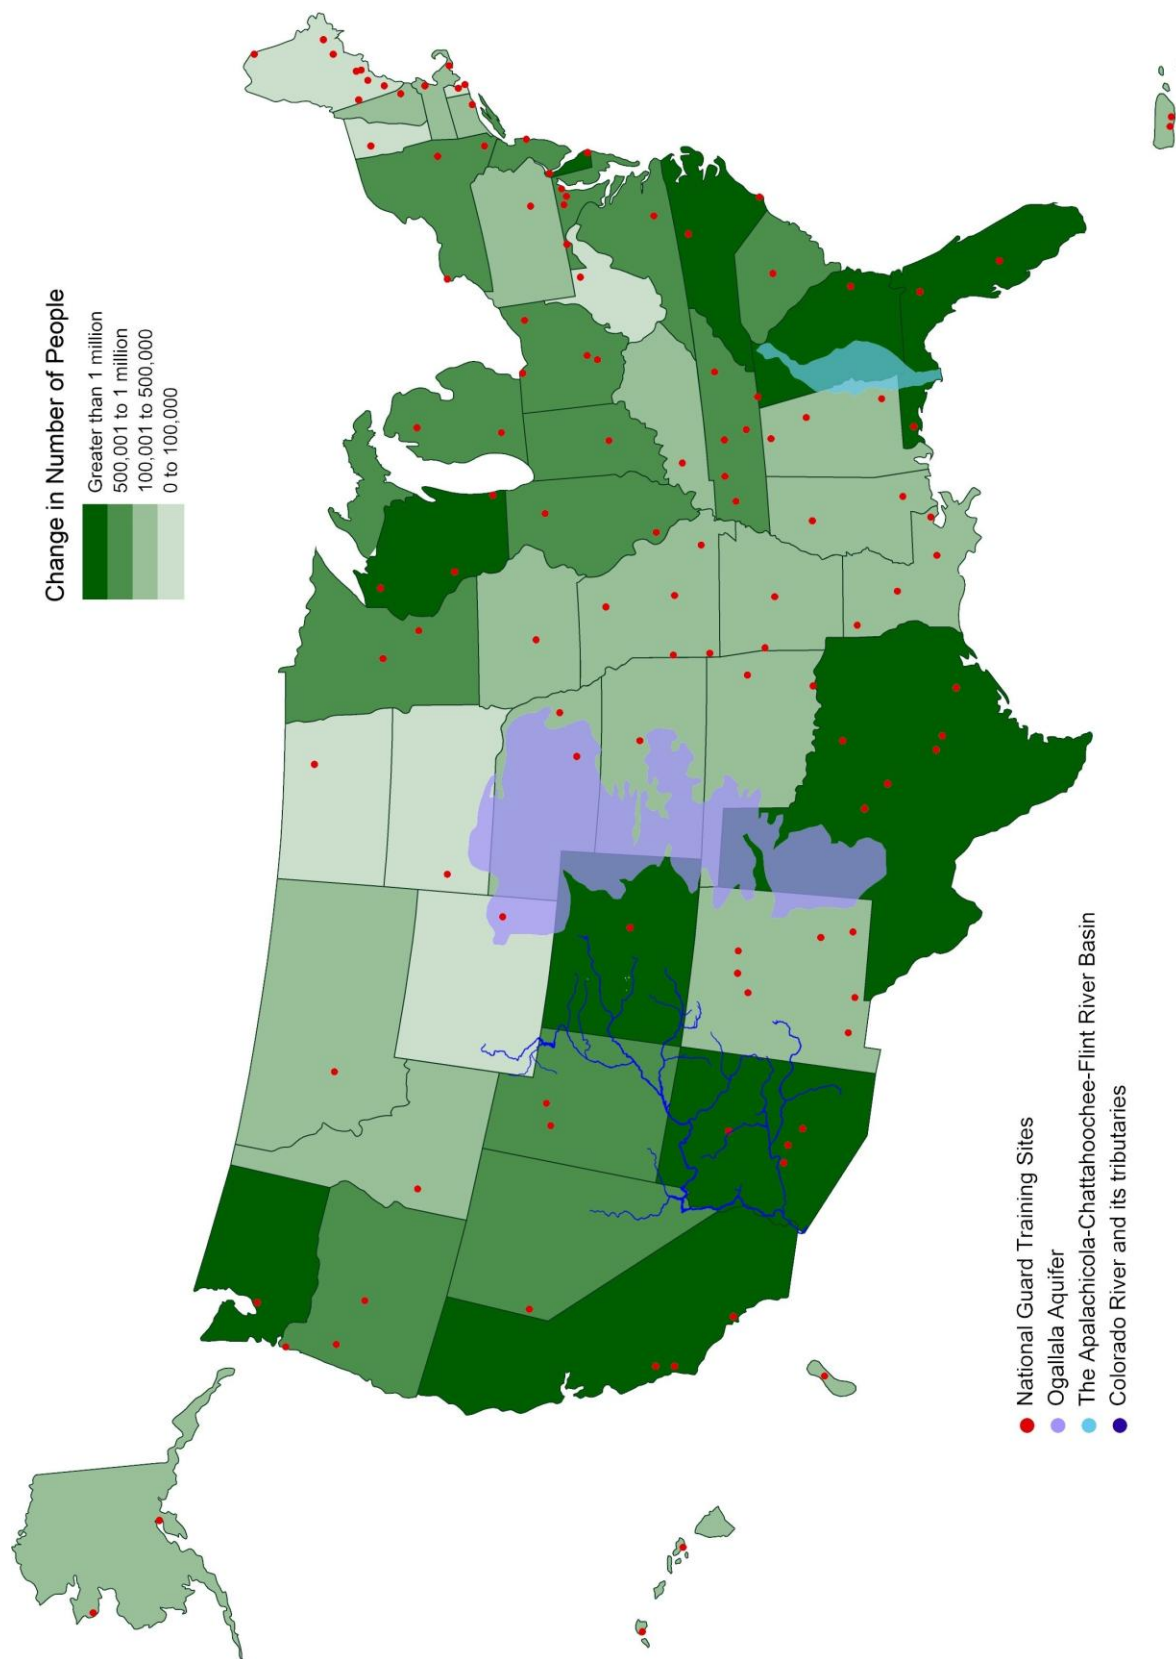 Change in Number of People
Greater than 1 million
500,001 to 1 million
100,001 to 500,000
0 to 100,000
National Guard Training Sites
Ogallala Aquifer
The Apalachicola-Chattahoochee-Flint River Basin
Colorado River and its tributaries